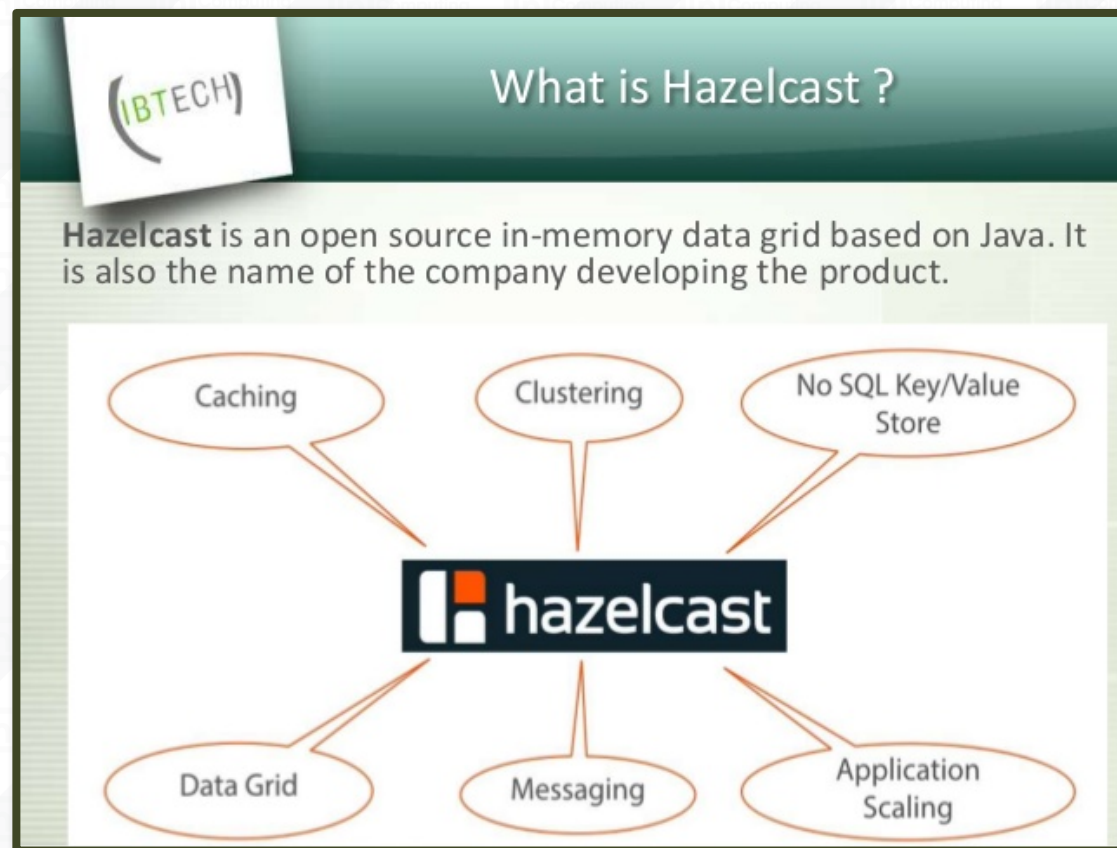 IBTECH
What is Hazelcast ?
Hazelcast is an open source in-memory data grid based on Java. It
is also the name of the company developing the product.
Caching
Clustering
No SQL Key/Value
Store
hazelcast
Data Grid
Messaging
Application
Scaling